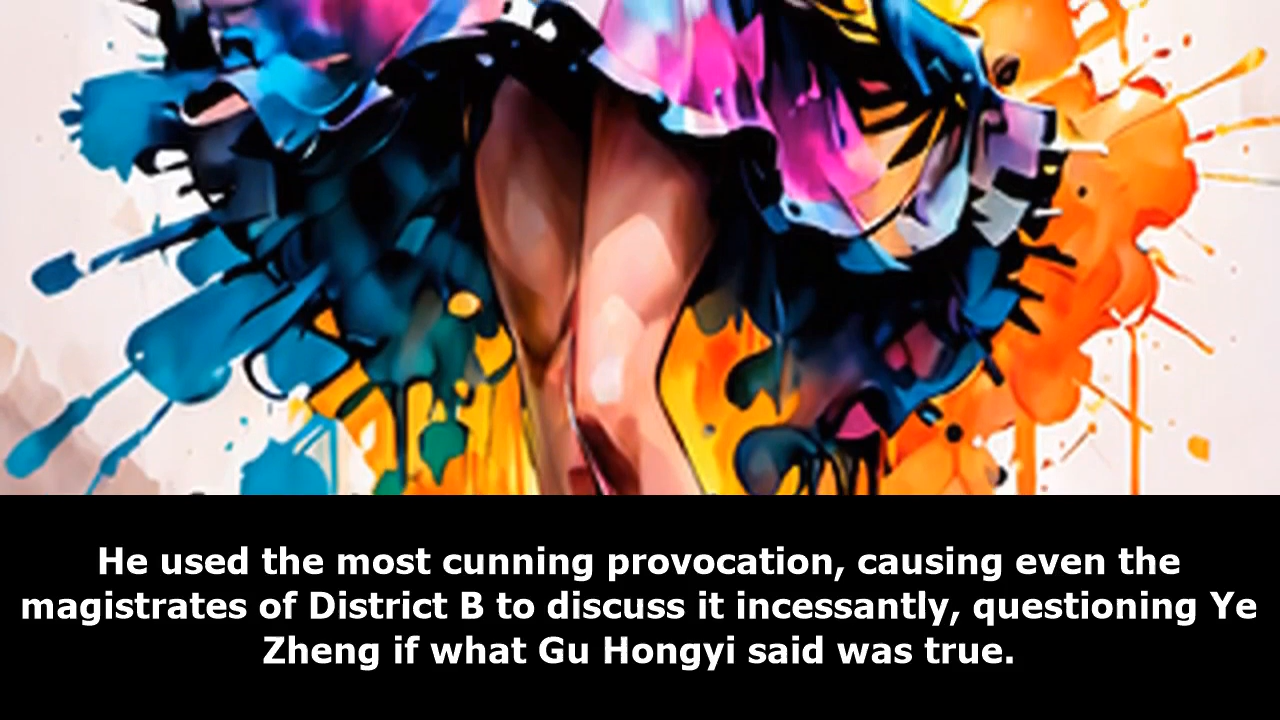 He used the most cunning provocation, causing even the
magistrates of District B to discuss it incessantly, questioning Ye
Zheng if what Gu Hongyi said was true.